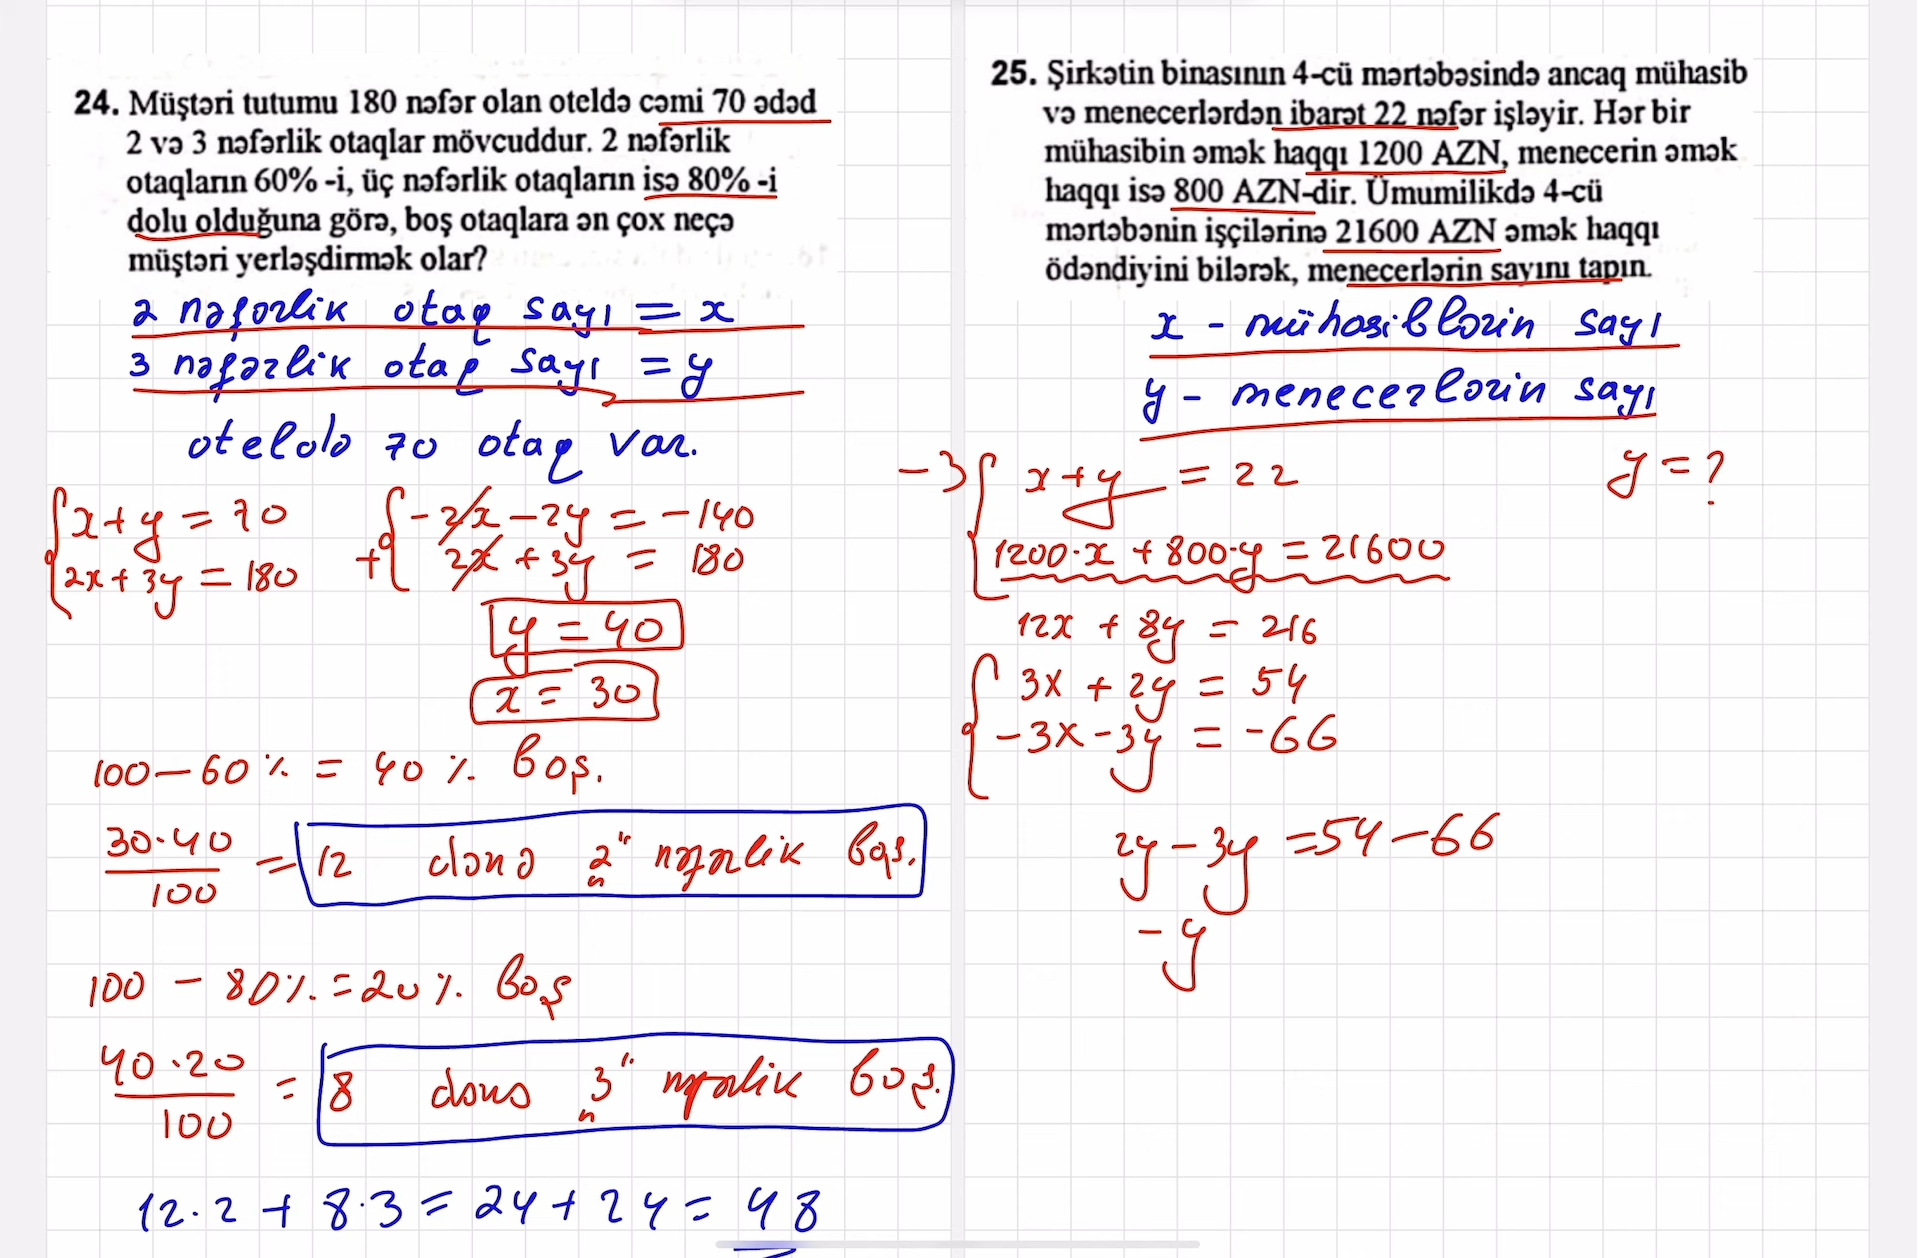 24. Müştəri tutumu 180 nəfər olan oteldə cəmi 70 ədəd
2 və 3 nəfərlik otaqlar mövcuddur. 2 nəfərlik
otaqların 60% -i, üç nəfərlik otaqların isə 80% -i
dolu olduğuna görə, boş otaqlara ən çox neçə
müştəri yerləşdirmək olar?
2 nəfərlik otaq sayı = x
3 nəfərlik otaq sayı = y
oteldə 70 otaq var.
x + y = 70
2x + 3y = 180
-2x - 2y = -140
+ 2x + 3y = 180
y = 40
x = 30
100 - 60% = 40% boş.
30·40/100 = 12 dənə "2" nəfərlik boş.
100 - 80% = 20% boş
40·20/100 = 8 dənə "3" nəfərlik boş.
12·2 + 8·3 = 24 + 24 = 48
25. Şirkətin binasının 4-cü mərtəbəsində ancaq mühasib
və menecerlərdən ibarət 22 nəfər işləyir. Hər bir
mühasibin əmək haqqı 1200 AZN, menecerin əmək
haqqı isə 800 AZN-dir. Ümumilikdə 4-cü
mərtəbənin işçilərinə 21600 AZN əmək haqqı
ödəndiyini bilərək, menecerlərin sayını tapın.
x - mühasiblərin sayı
y - menecerlərin sayı
-3 x + y = 22 y = ?
1200·x + 800·y = 21600
12x + 8y = 216
3x + 2y = 54
-3x - 3y = -66
2y - 3y = 54 - 66
-y